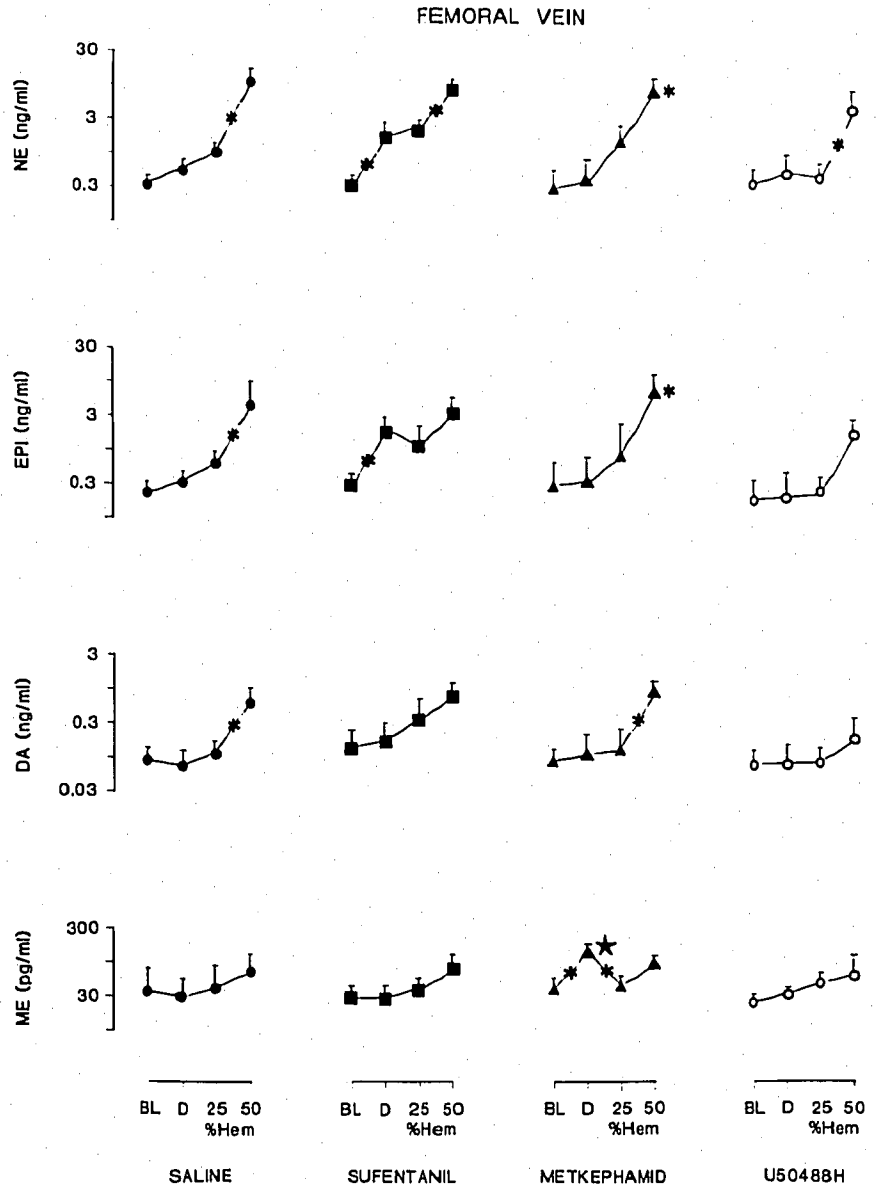 FEMORAL VEIN
NE (ng/ml)
30
3
0.3
EPI (ng/ml)
30
3
0.3
DA (ng/ml)
3
0.3
0.03
ME (pg/ml)
300
30
BL D 25 50 BL D 25 50 BL D 25 50 BL D 25 50
%Hem %Hem %Hem %Hem
SALINE SUFENTANIL METKEPHAMID U50488H